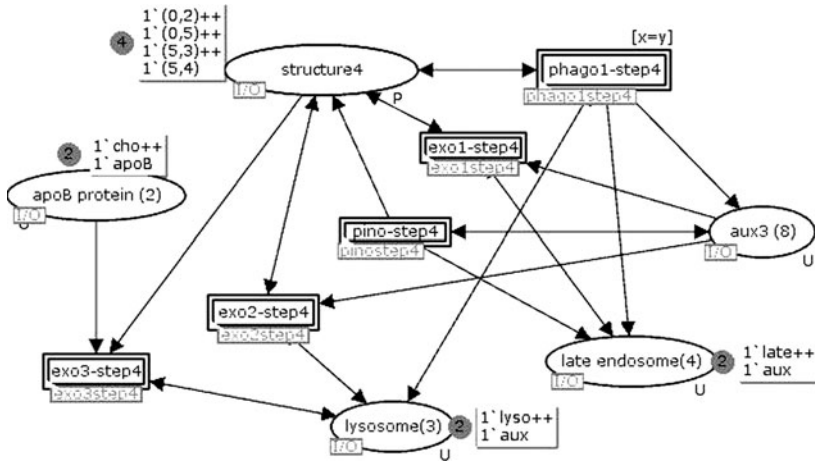 1`(0,2)++
4
1`(0,5)++
1`(5,3)++
1`(5,4)
structure4
I/O
P
[x=y]
phago1-step4
phago1step4
2
1`cho++
1`apoB
exo1-step4
exo1step4
apoB protein (2)
I/O
U
pino-step4
pinostep4
aux3 (8)
I/O
U
exo2-step4
exo2step4
late endosome(4)
I/O
U
2
1`late++
1`aux
exo3-step4
exo3step4
lysosome(3)
I/O
U
2
1`lyso++
1`aux